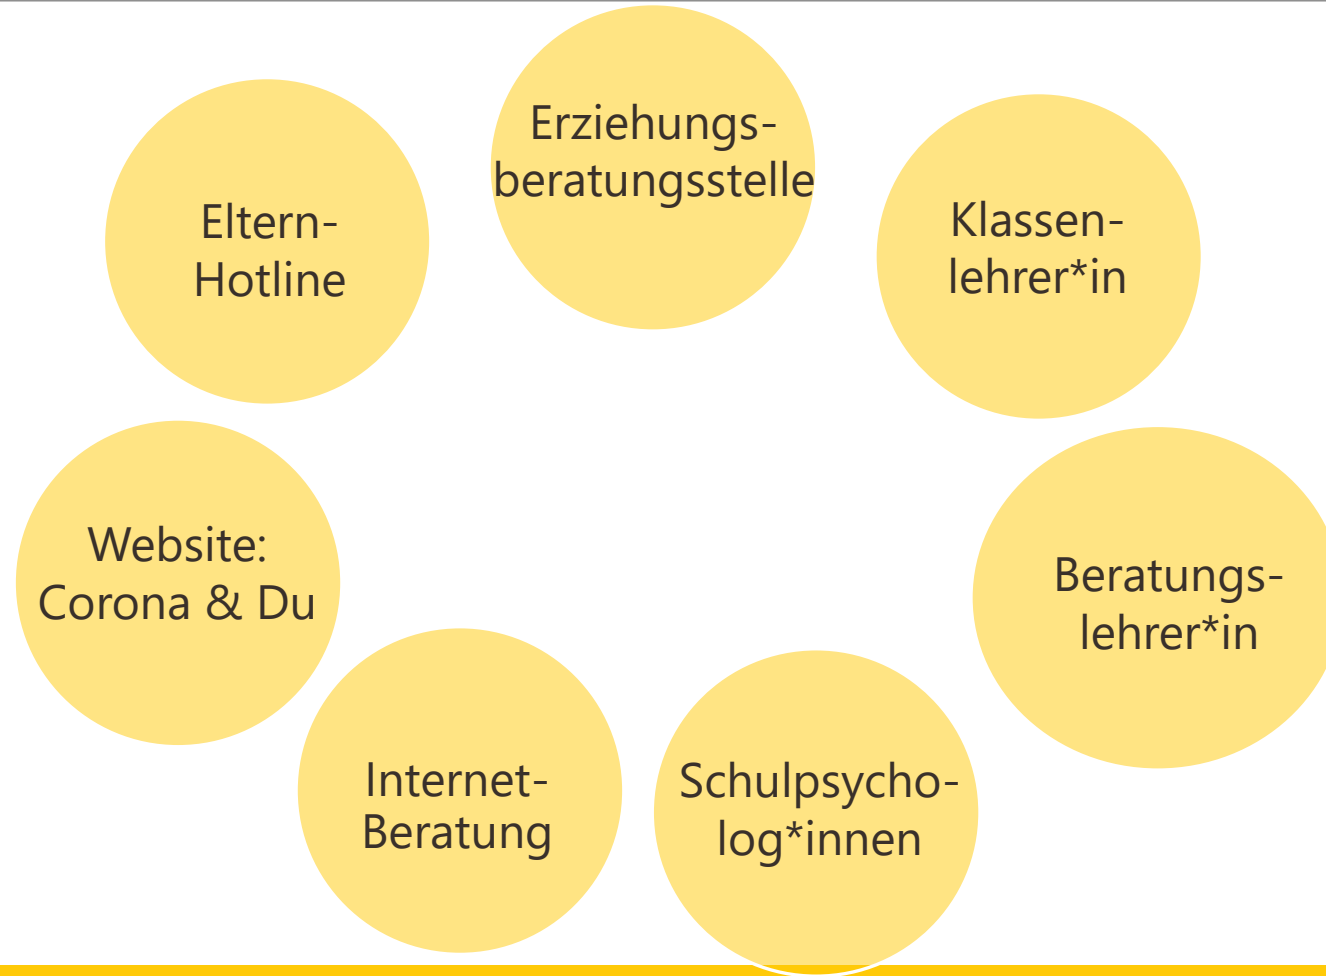 Erziehungs-
beratungsstelle
Eltern-
Hotline
Klassen-
lehrer*in
Website:
Corona & Du
Beratungs-
lehrer*in
Internet-
Beratung
Schulpsycho-
log*innen